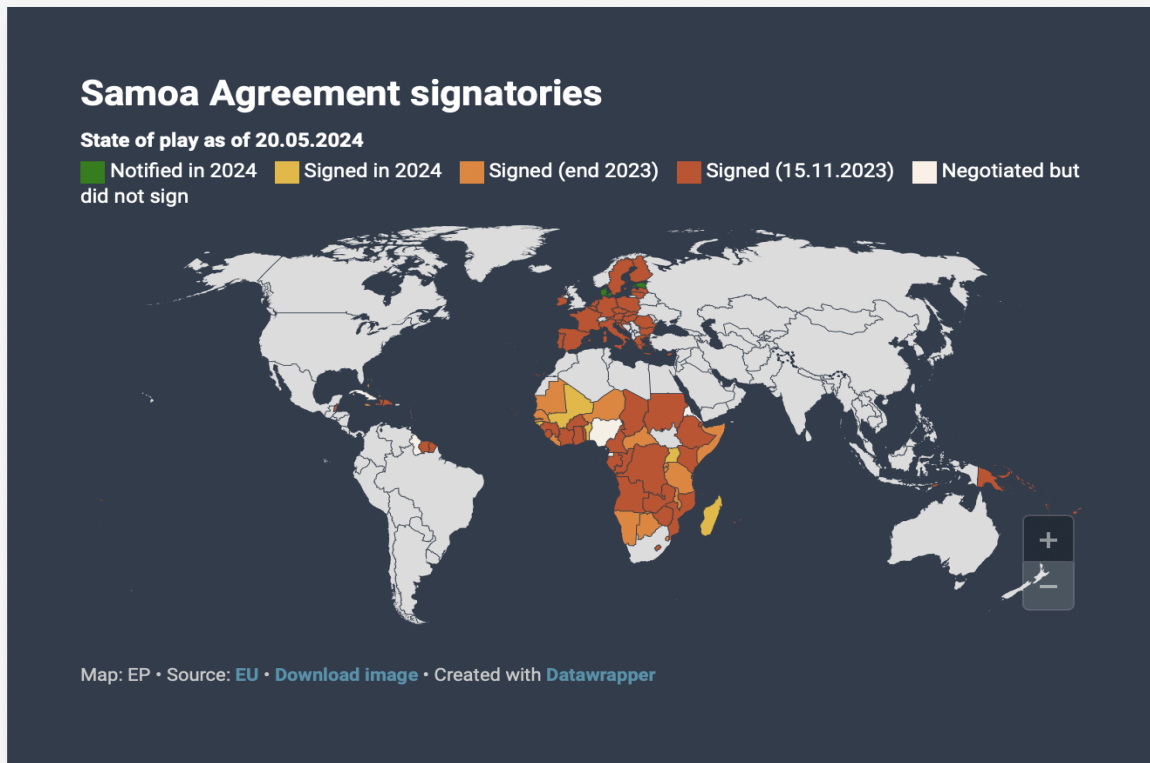 Samoa Agreement signatories
State of play as of 20.05.2024
Notified in 2024 Signed in 2024 Signed (end 2023) Signed (15.11.2023) Negotiated but
did not sign
+
−
Map: EP • Source: EU • Download image • Created with Datawrapper